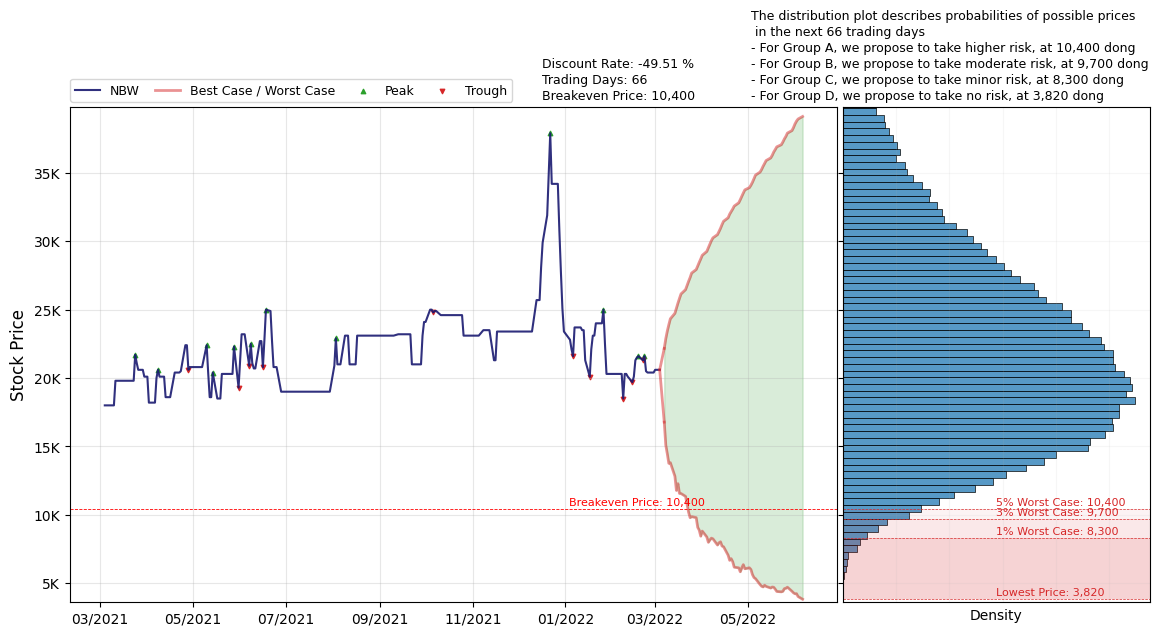 The distribution plot describes probabilities of possible prices
in the next 66 trading days
- For Group A, we propose to take higher risk, at 10,400 dong
- For Group B, we propose to take moderate risk, at 9,700 dong
- For Group C, we propose to take minor risk, at 8,300 dong
- For Group D, we propose to take no risk, at 3,820 dong
Discount Rate: -49.51 %
Trading Days: 66
Breakeven Price: 10,400
NBW
Best Case / Worst Case
Peak
Trough
Stock Price
35K
30K
25K
20K
15K
10K
5K
Breakeven Price: 10,400
5% Worst Case: 10,400
3% Worst Case: 9,700
1% Worst Case: 8,300
Lowest Price: 3,820
03/2021
05/2021
07/2021
09/2021
11/2021
01/2022
03/2022
05/2022
Density